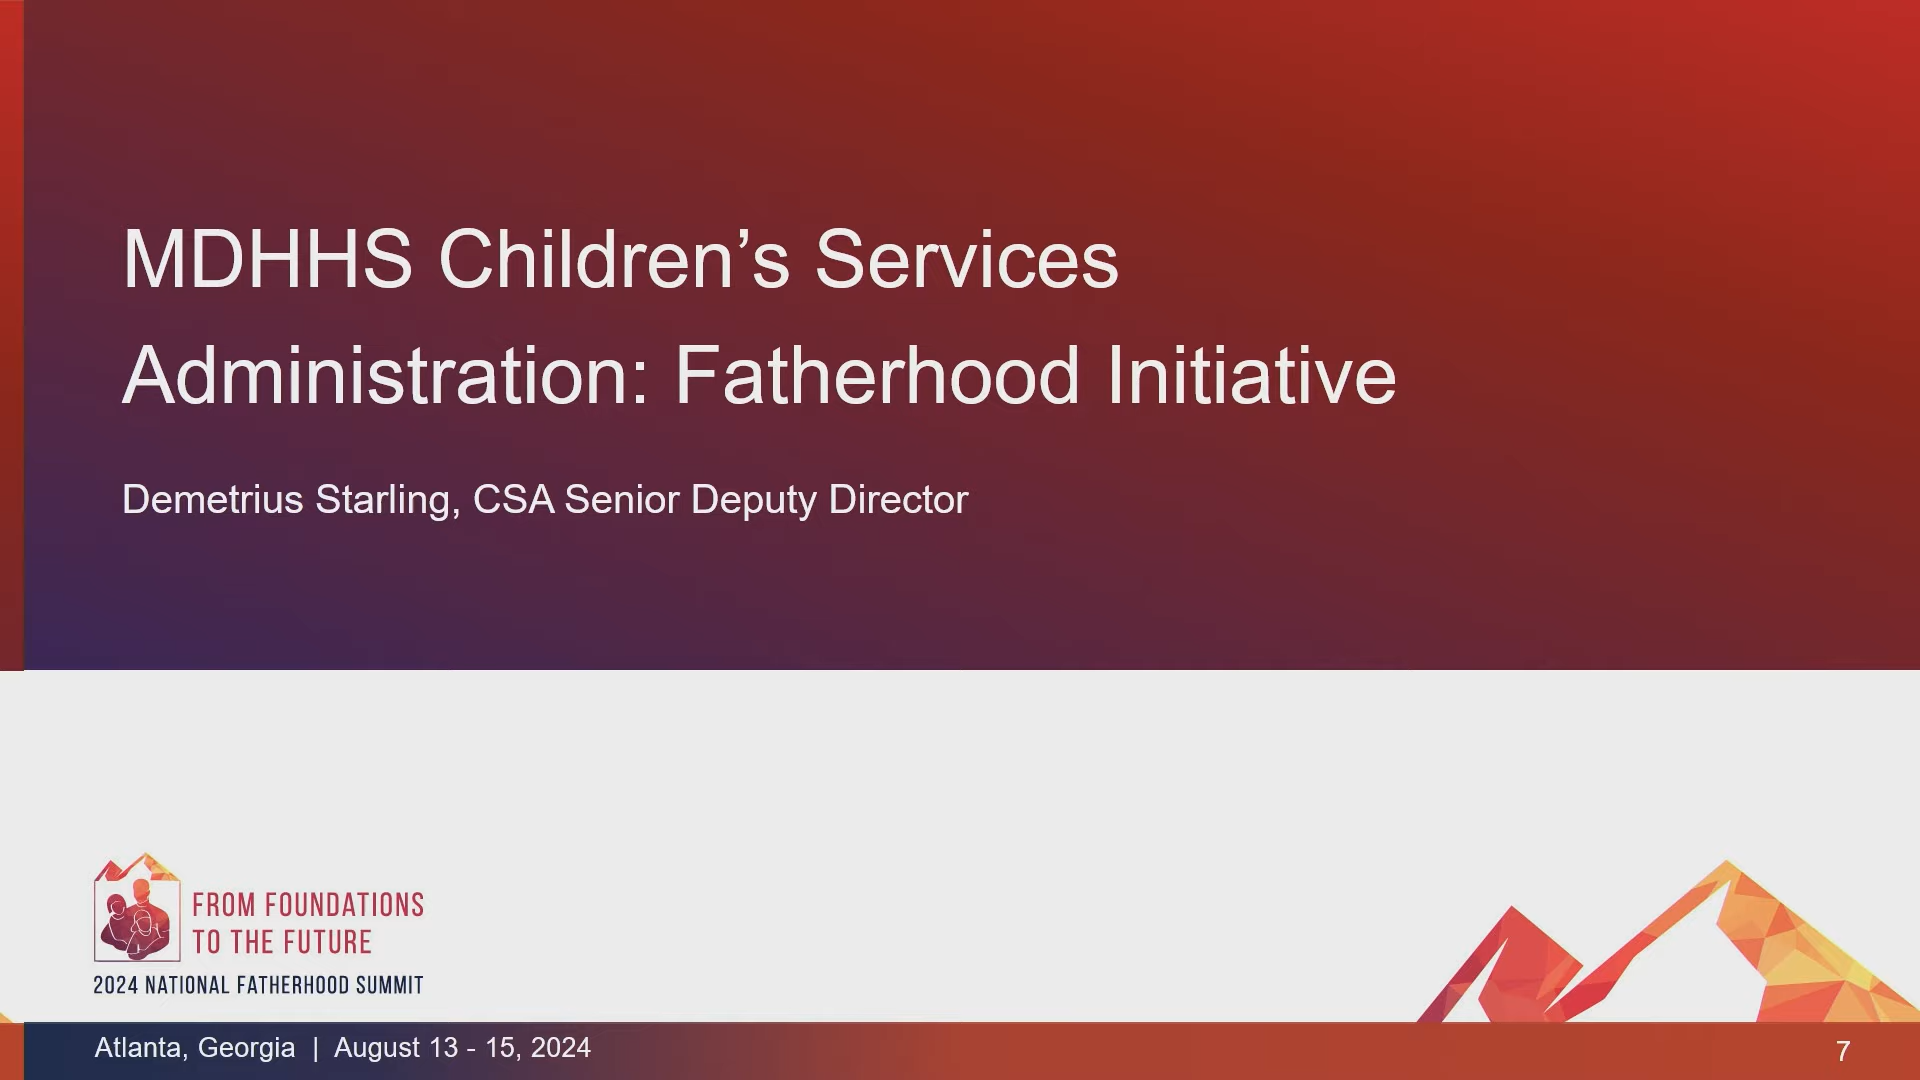 MDHHS Children’s Services
Administration: Fatherhood Initiative
Demetrius Starling, CSA Senior Deputy Director
FROM FOUNDATIONS
TO THE FUTURE
2024 NATIONAL FATHERHOOD SUMMIT
Atlanta, Georgia | August 13 - 15, 2024
7